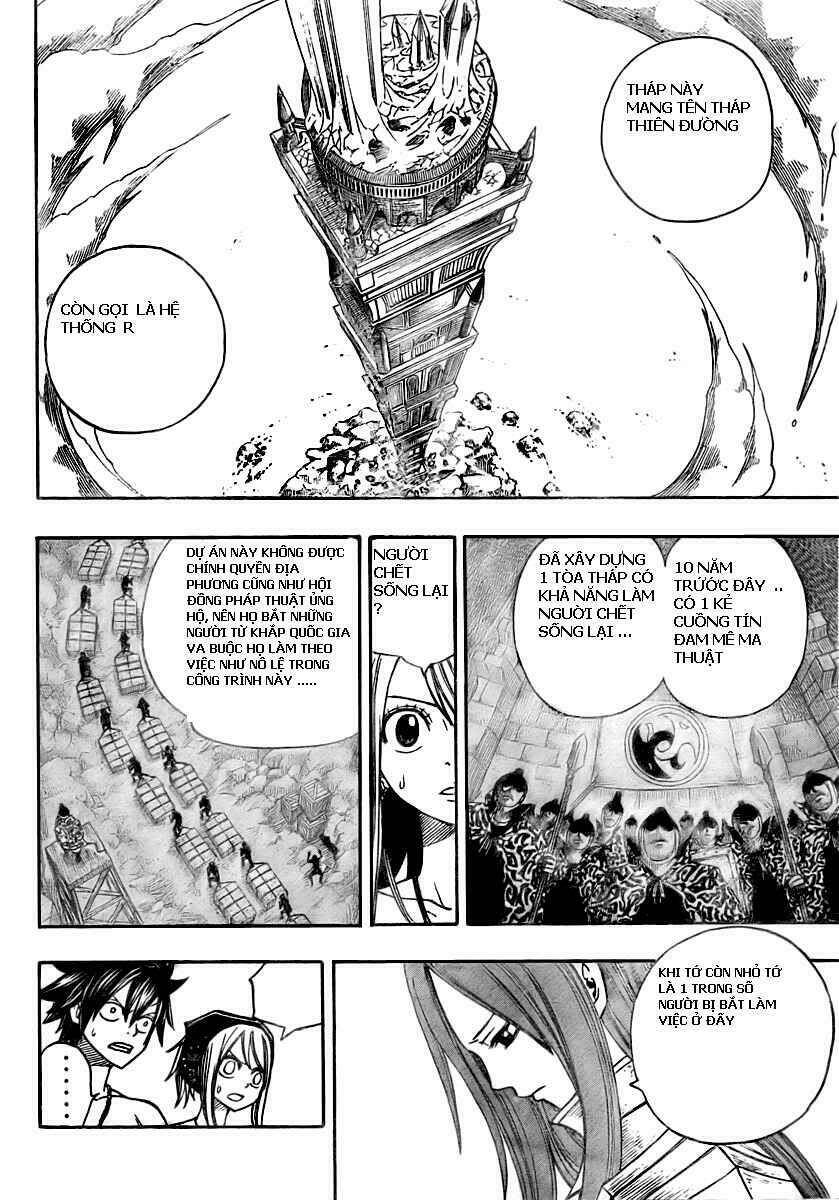 THÁP NÀY
MANG TÊN THÁP
THIÊN ĐƯỜNG
CÒN GỌI LÀ HỆ
THỐNG R
10 NĂM
TRƯỚC ĐÂY ..
CÓ 1 KẺ
CUỒNG TÍN
ĐAM MÊ MA
THUẬT
ĐÃ XÂY DỰNG
1 TÒA THÁP CÓ
KHẢ NĂNG LÀM
NGUỜI CHẾT
SỐNG LẠI ...
NGƯỜI
CHẾT
SỐNG LẠI
?
DỰ ÁN NÀY KHÔNG ĐƯỢC
CHÍNH QUYỀN ĐỊA
PHƯƠNG CŨNG NHƯ HỘI
ĐỒNG PHÁP THUẬT ỦNG
HỘ, NÊN HỌ BẮT NHỮNG
NGƯỜI TỪ KHẮP QUỐC GIA
VA BUỘC HỌ LÀM THEO
VIỆC NHƯ NÔ LỆ TRONG
CÔNG TRÌNH NÀY .....
KHI TỚ CÒN NHỎ TỚ
LÀ 1 TRONG SỐ
NGƯỜI BỊ BẮT LÀM
VIỆC Ở ĐẤY
......